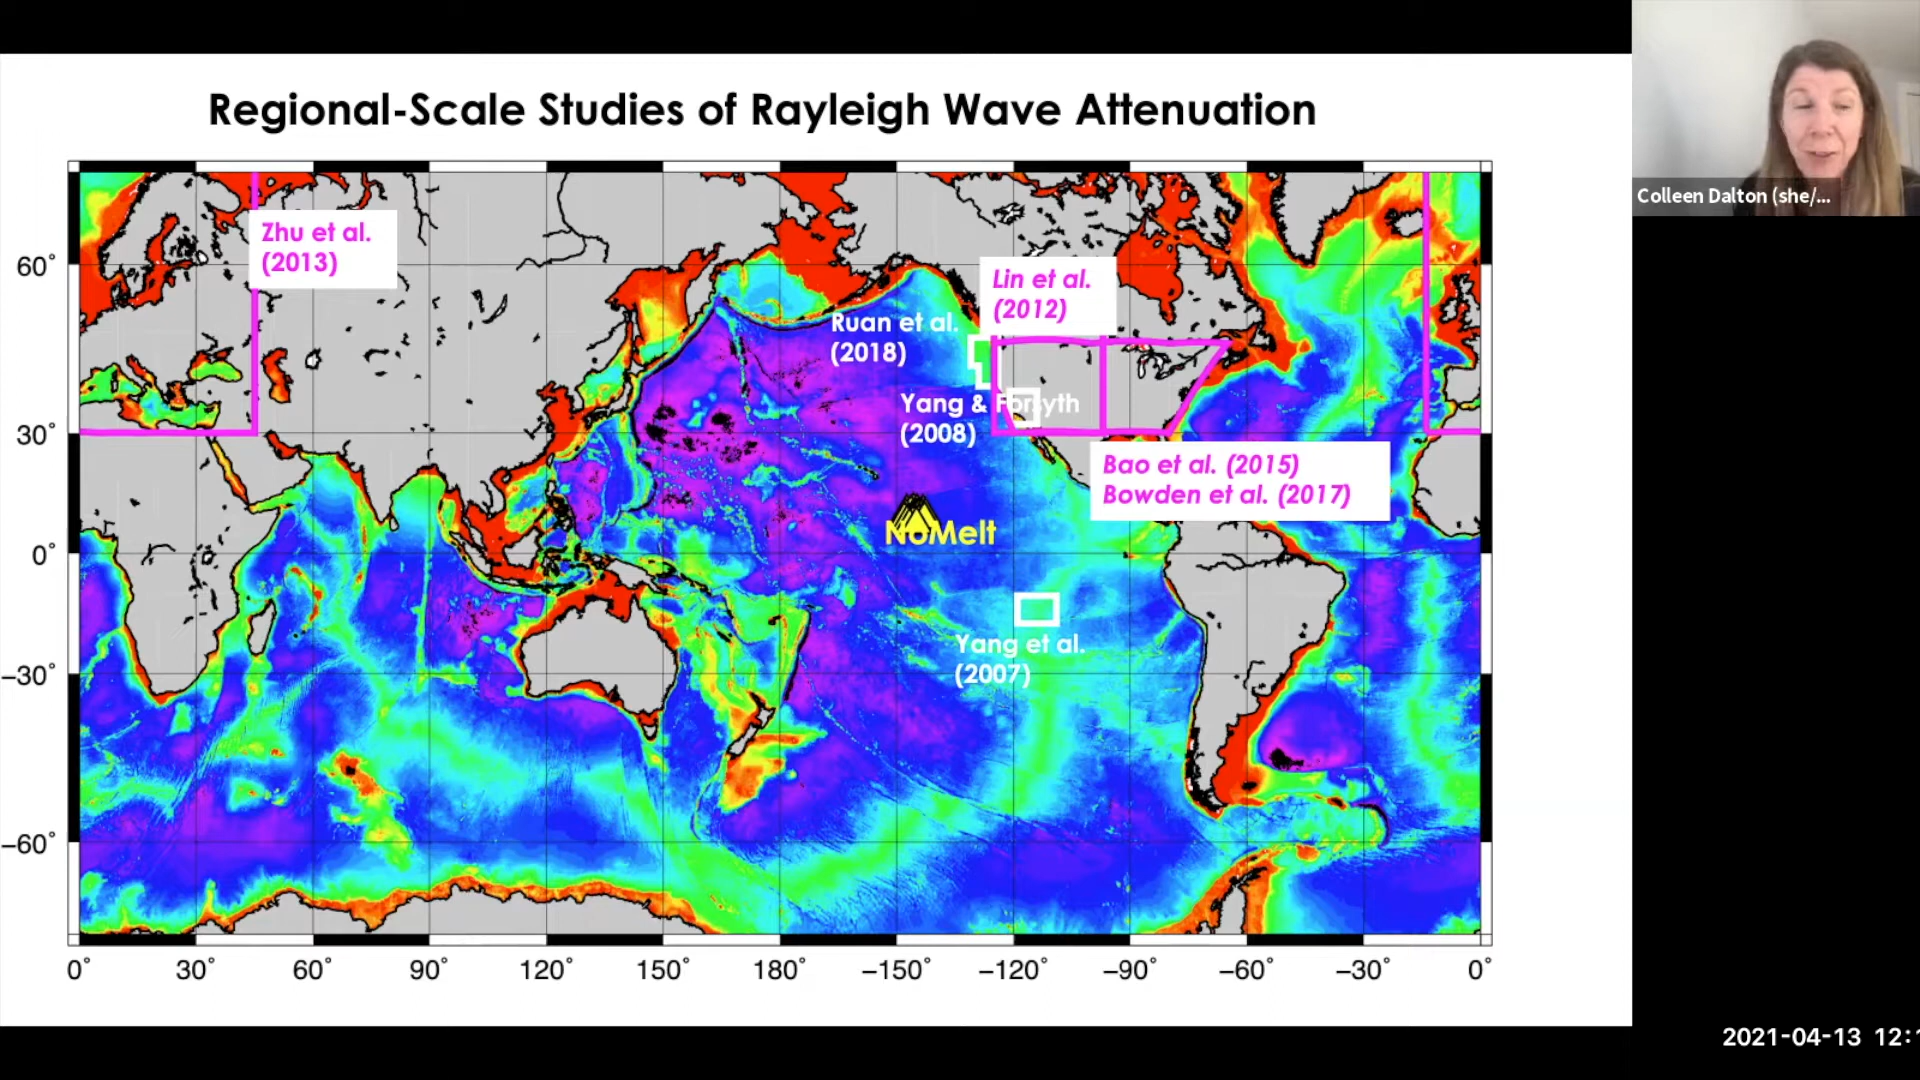 Regional-Scale Studies of Rayleigh Wave Attenuation
Colleen Dalton (she/...
Zhu et al.
(2013)
Lin et al.
(2012)
Ruan et al.
(2018)
Yang & Forsyth
(2008)
Bao et al. (2015)
Bowden et al. (2017)
NoMelt
Yang et al.
(2007)
60°
30°
0°
−30°
−60°
0° 30° 60° 90° 120° 150° 180° −150° −120° −90° −60° −30° 0°
2021-04-13 12: